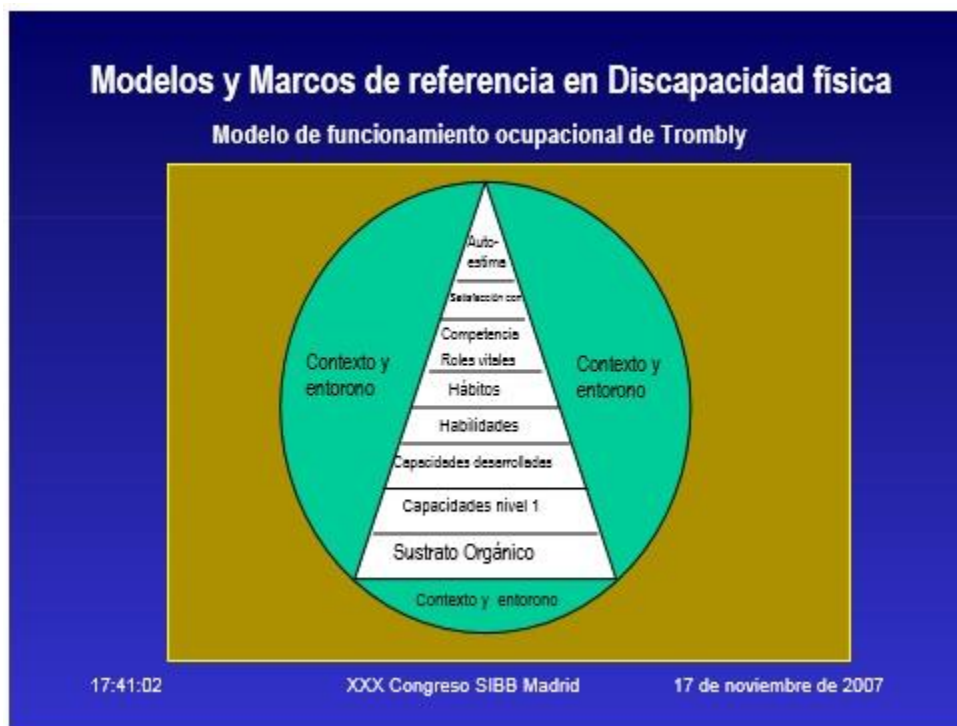 Modelos y Marcos de referencia en Discapacidad física
Modelo de funcionamiento ocupacional de Trombly
Auto-
estima
Satisfacción con
Competencia
Roles vitales
Contexto y
entorono
Contexto y
entorono
Hábitos
Habilidades
Capacidades desarrolladas
Capacidades nivel 1
Sustrato Orgánico
Contexto y entorono
17:41:02
XXX Congreso SIBB Madrid
17 de noviembre de 2007